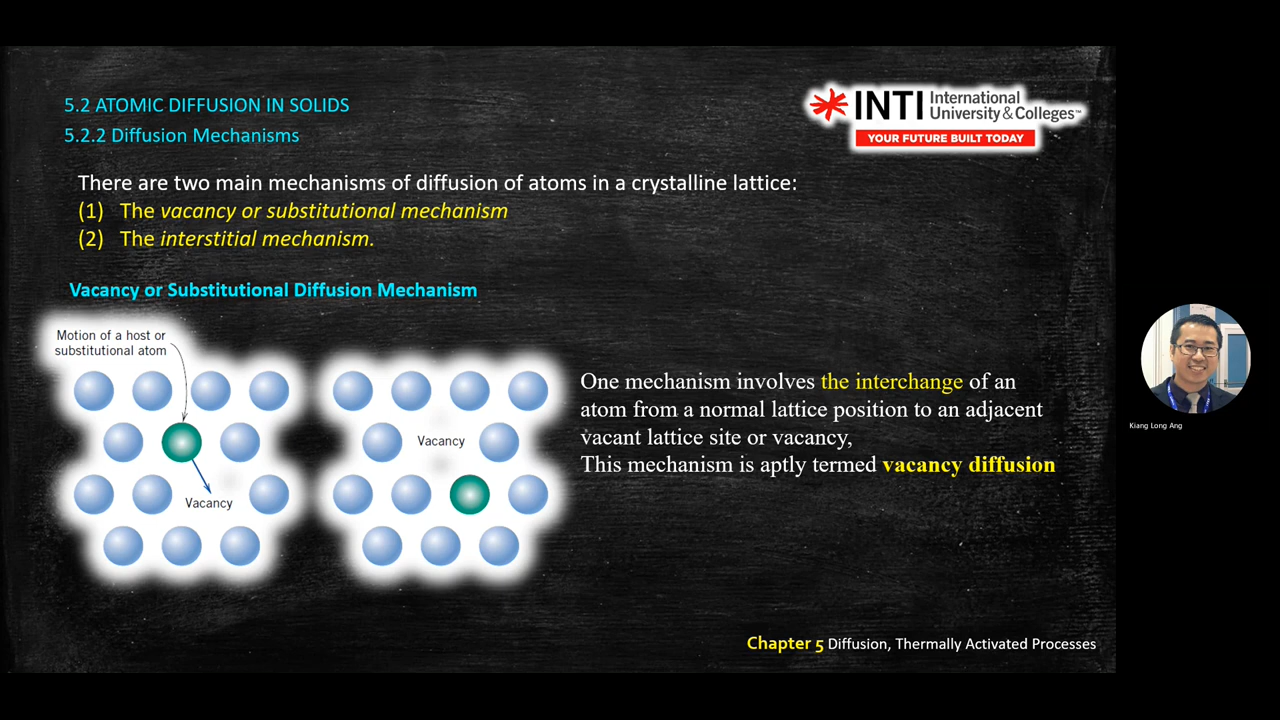 5.2 ATOMIC DIFFUSION IN SOLIDS
5.2.2 Diffusion Mechanisms
INTI International
University & Colleges™
YOUR FUTURE BUILT TODAY
There are two main mechanisms of diffusion of atoms in a crystalline lattice:
(1) The vacancy or substitutional mechanism
(2) The interstitial mechanism.
Vacancy or Substitutional Diffusion Mechanism
Motion of a host or
substitutional atom
Vacancy
Vacancy
One mechanism involves the interchange of an
atom from a normal lattice position to an adjacent
vacant lattice site or vacancy,
This mechanism is aptly termed vacancy diffusion
Kiang Long Ang
Chapter 5 Diffusion, Thermally Activated Processes